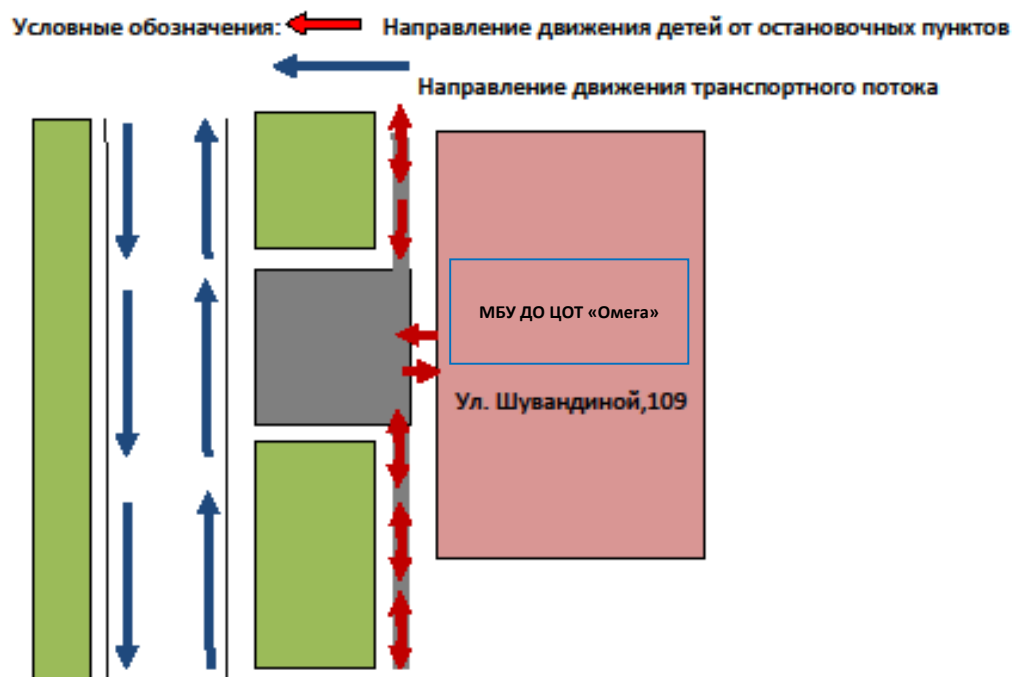 Условные обозначения: Направление движения детей от остановочных пунктов
Направление движения транспортного потока
МБУ ДО ЦОТ «Омега»
Ул. Шувандиной,109